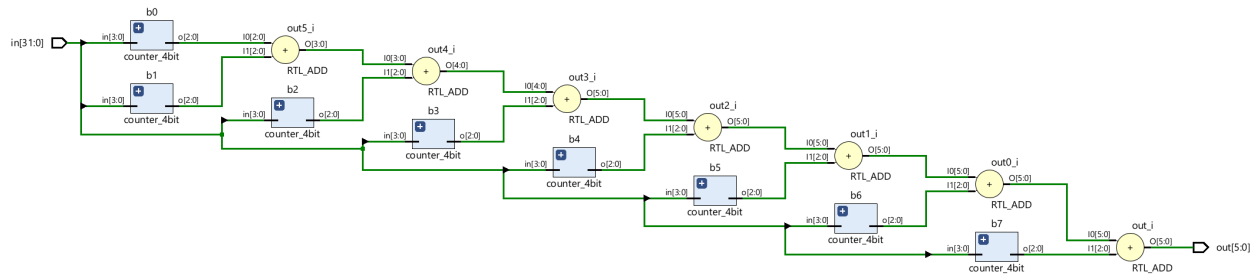 in[31:0]
b0
in[3:0]
o[2:0]
counter_4bit
b1
in[3:0]
o[2:0]
counter_4bit
out5_i
I0[2:0]
I1[2:0]
O[3:0]
+
RTL_ADD
b2
in[3:0]
o[2:0]
counter_4bit
out4_i
I0[3:0]
I1[2:0]
O[4:0]
+
RTL_ADD
b3
in[3:0]
o[2:0]
counter_4bit
out3_i
I0[4:0]
I1[2:0]
O[5:0]
+
RTL_ADD
b4
in[3:0]
o[2:0]
counter_4bit
out2_i
I0[5:0]
I1[2:0]
O[5:0]
+
RTL_ADD
b5
in[3:0]
o[2:0]
counter_4bit
out1_i
I0[5:0]
I1[2:0]
O[5:0]
+
RTL_ADD
b6
in[3:0]
o[2:0]
counter_4bit
out0_i
I0[5:0]
I1[2:0]
O[5:0]
+
RTL_ADD
b7
in[3:0]
o[2:0]
counter_4bit
out_i
I0[5:0]
I1[2:0]
O[5:0]
+
RTL_ADD
out[5:0]